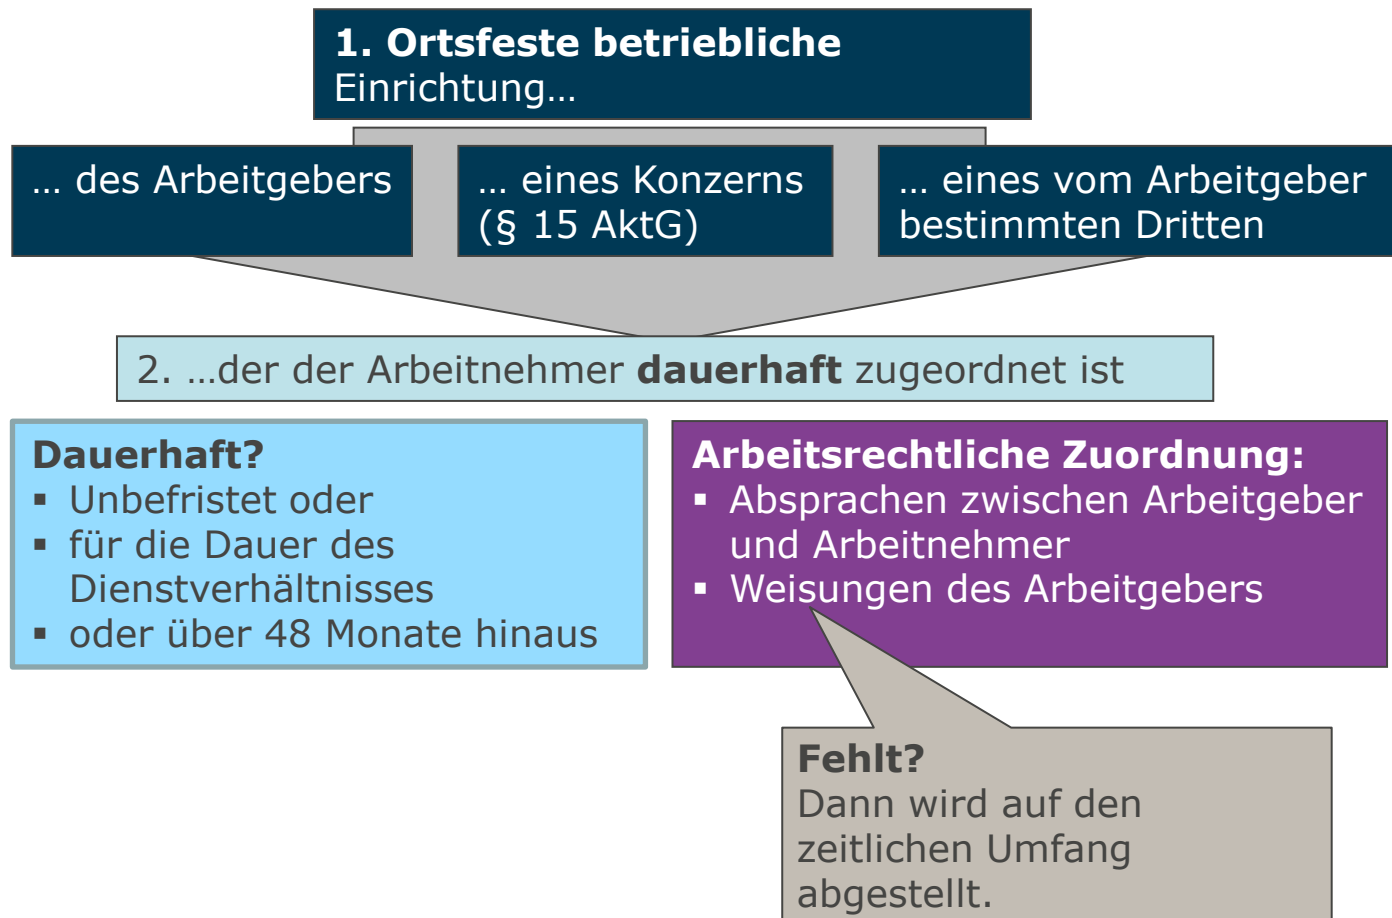 1. Ortsfeste betriebliche
Einrichtung…
… des Arbeitgebers
… eines Konzerns
(§ 15 AktG)
… eines vom Arbeitgeber
bestimmten Dritten
2. …der der Arbeitnehmer dauerhaft zugeordnet ist
Dauerhaft?
▪ Unbefristet oder
▪ für die Dauer des
Dienstverhältnisses
▪ oder über 48 Monate hinaus
Arbeitsrechtliche Zuordnung:
▪ Absprachen zwischen Arbeitgeber
und Arbeitnehmer
▪ Weisungen des Arbeitgebers
Fehlt?
Dann wird auf den
zeitlichen Umfang
abgestellt.